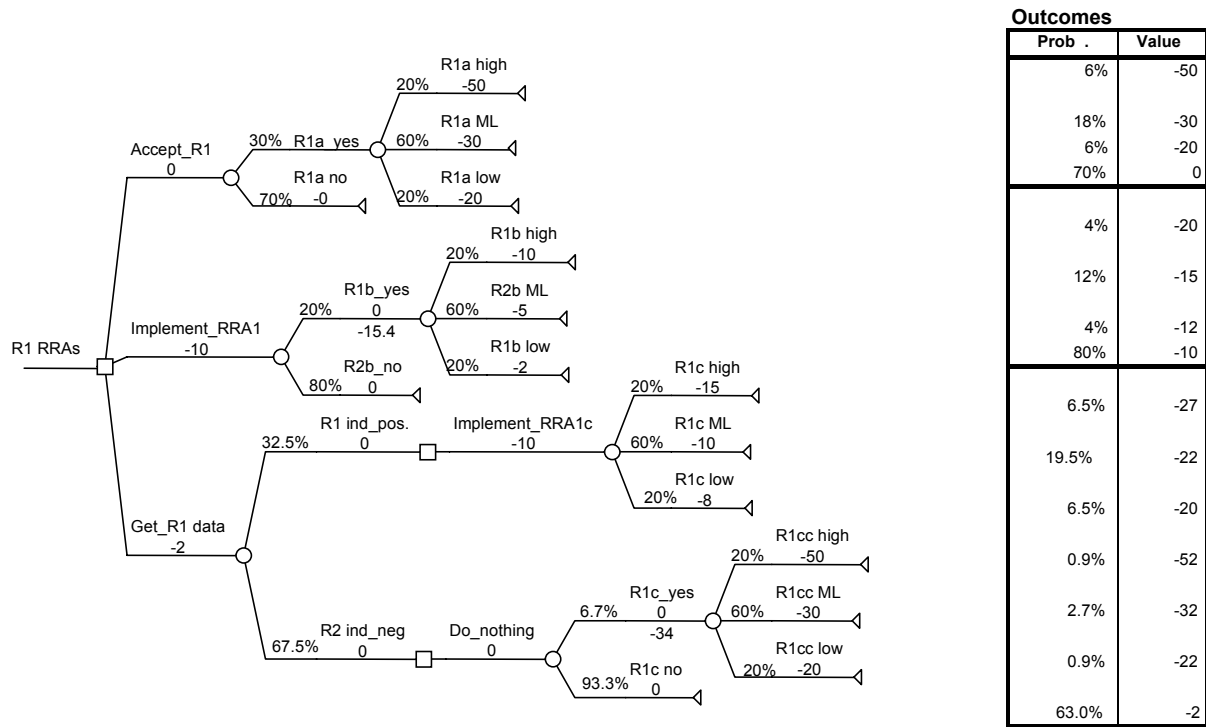 Outcomes
Prob . Value
R1a high
20% -50
6% -50
R1a ML
30% R1a_yes 60% -30
18% -30
Accept_R1
0
6% -20
R1a no
70% -0
R1a low
20% -20
70% 0
R1b high
20% -10
4% -20
R1b_yes
20% 0
-15.4
R2b ML
60% -5
12% -15
Implement_RRA1
-10
R1 RRAs
R1b low
20% -2
4% -12
R2b_no
80% 0
80% -10
R1c high
20% -15
6.5% -27
R1 ind_pos.
32.5% 0
Implement_RRA1c
-10
R1c ML
60% -10
19.5% -22
R1c low
20% -8
6.5% -20
Get_R1 data
-2
R1cc high
20% -50
0.9% -52
R1c_yes
6.7% 0
-34
R1cc ML
60% -30
2.7% -32
R2 ind_neg
67.5% 0
Do_nothing
0
R1cc low
20% -20
0.9% -22
R1c no
93.3% 0
63.0% -2